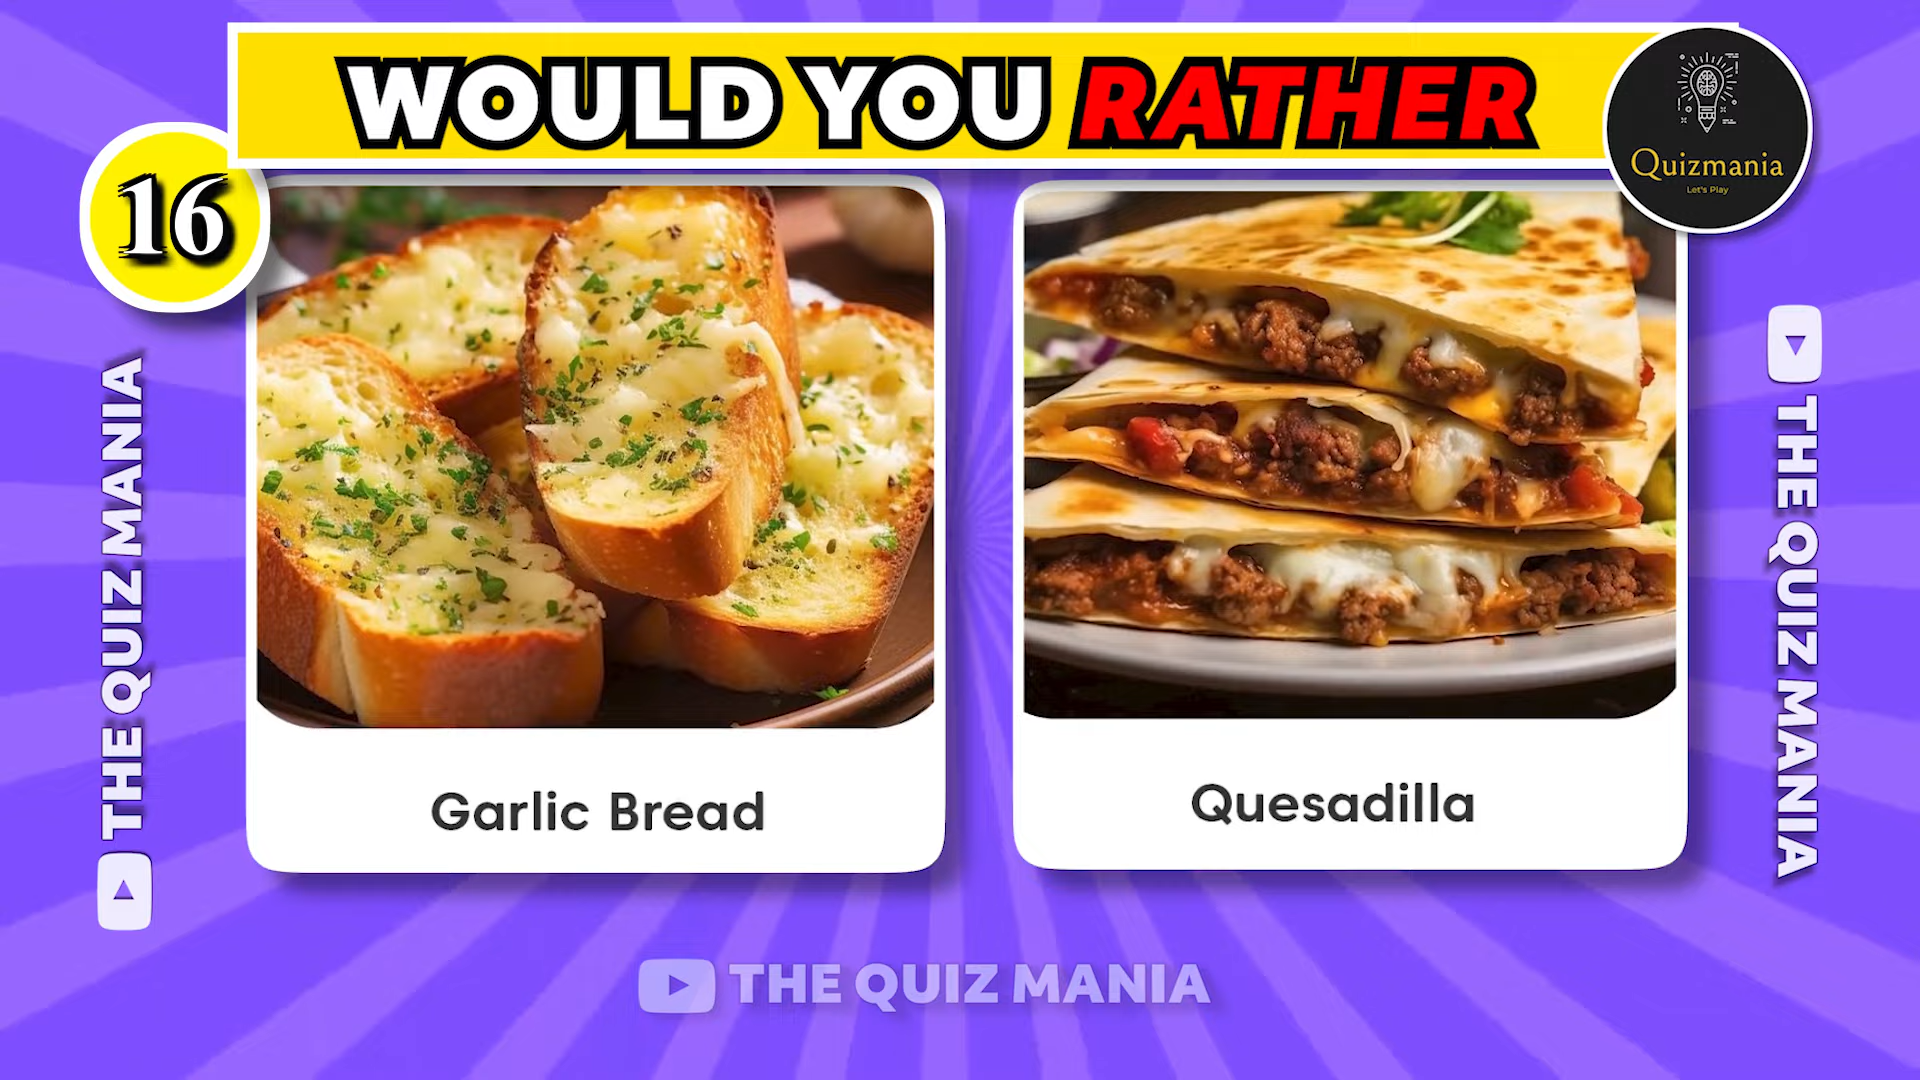 WOULD YOU RATHER
16
Quizmania
Let's Play
THE QUIZ MANIA
THE QUIZ MANIA
Garlic Bread
Quesadilla
THE QUIZ MANIA